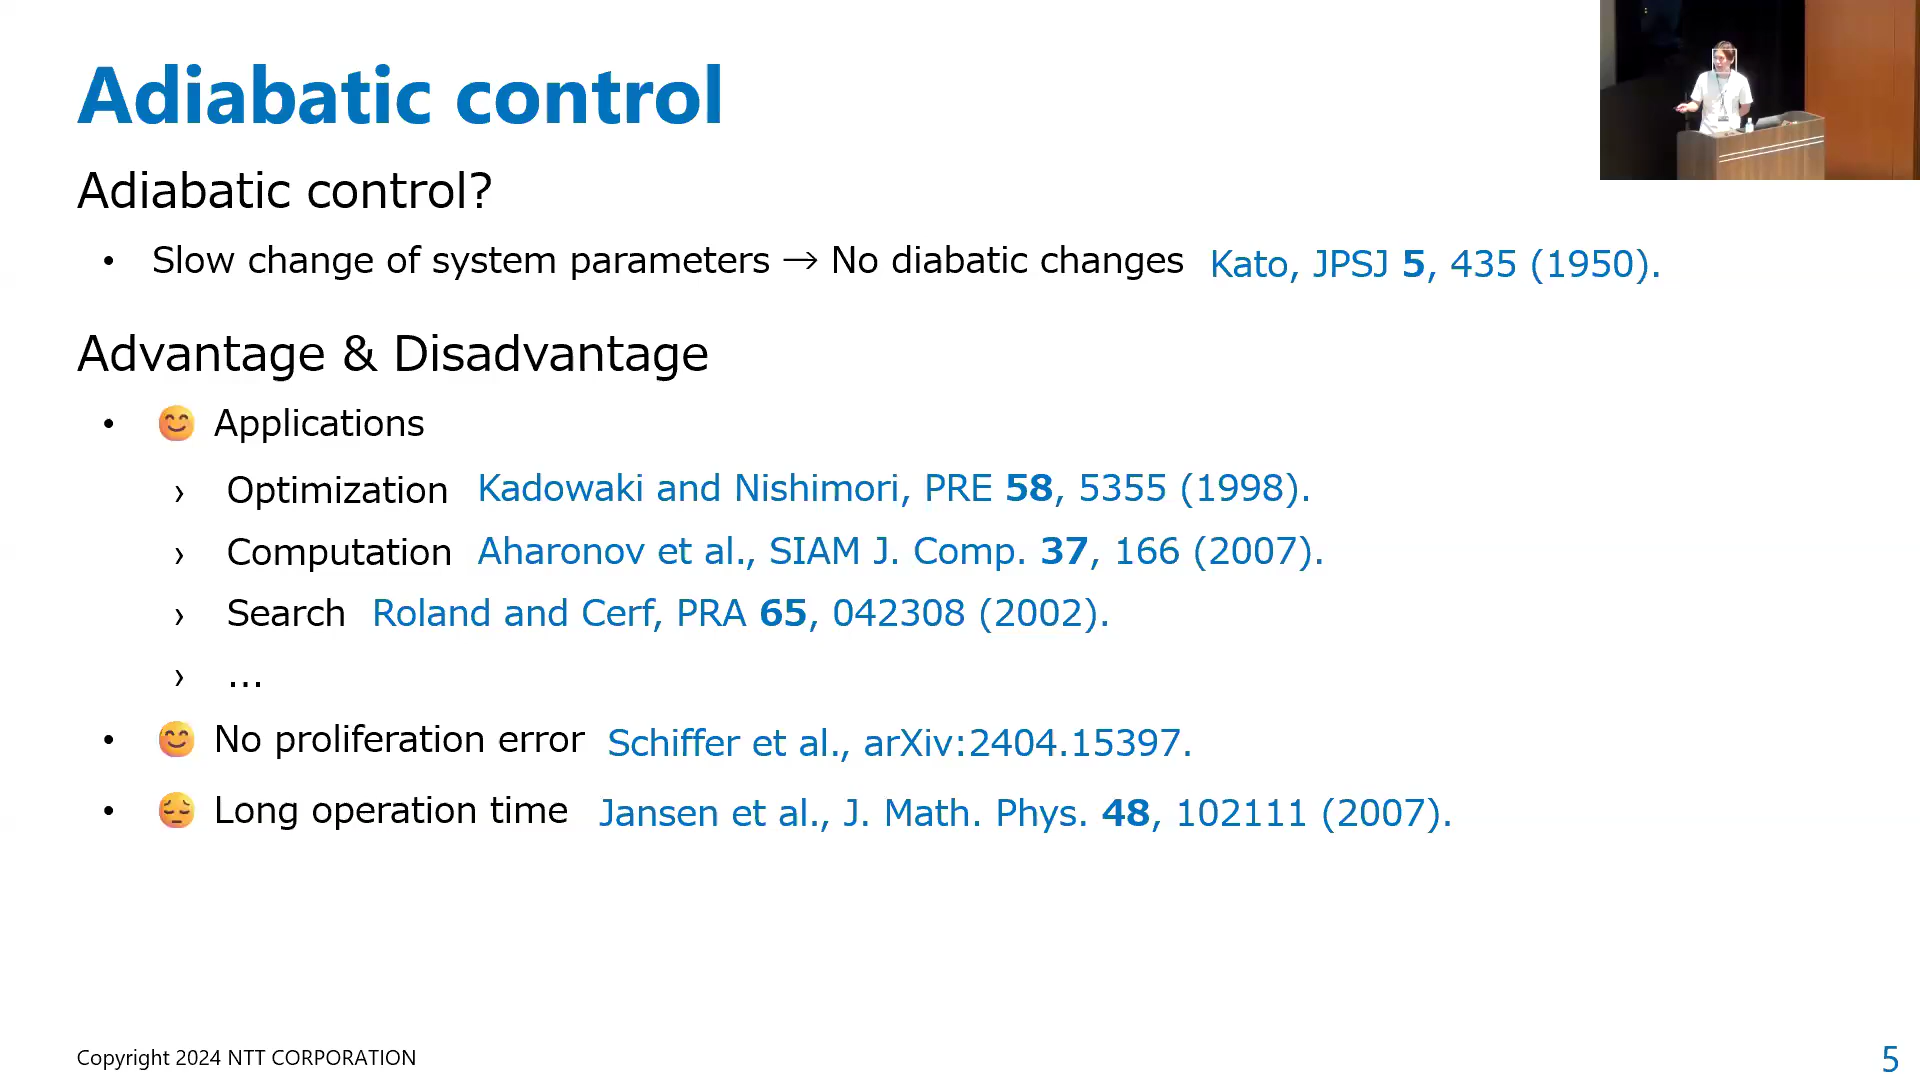 Adiabatic control
Adiabatic control?
• Slow change of system parameters → No diabatic changes Kato, JPSJ 5, 435 (1950).
Advantage & Disadvantage
• 😊 Applications
› Optimization Kadowaki and Nishimori, PRE 58, 5355 (1998).
› Computation Aharonov et al., SIAM J. Comp. 37, 166 (2007).
› Search Roland and Cerf, PRA 65, 042308 (2002).
› ...
• 😊 No proliferation error Schiffer et al., arXiv:2404.15397.
• 😔 Long operation time Jansen et al., J. Math. Phys. 48, 102111 (2007).
Copyright 2024 NTT CORPORATION
5